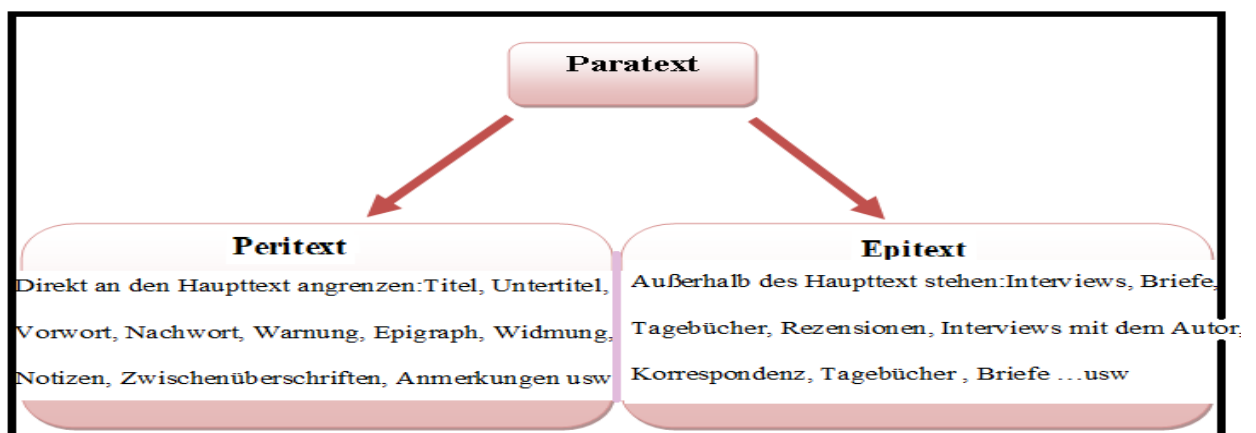 Paratext
Peritext
Direkt an den Haupttext angrenzen:Titel, Untertitel,
Vorwort, Nachwort, Warnung, Epigraph, Widmung,
Notizen, Zwischenüberschriften, Anmerkungen usw
Epitext
Außerhalb des Haupttext stehen:Interviews, Briefe,
Tagebücher, Rezensionen, Interviews mit dem Autor,
Korrespondenz, Tagebücher , Briefe …usw